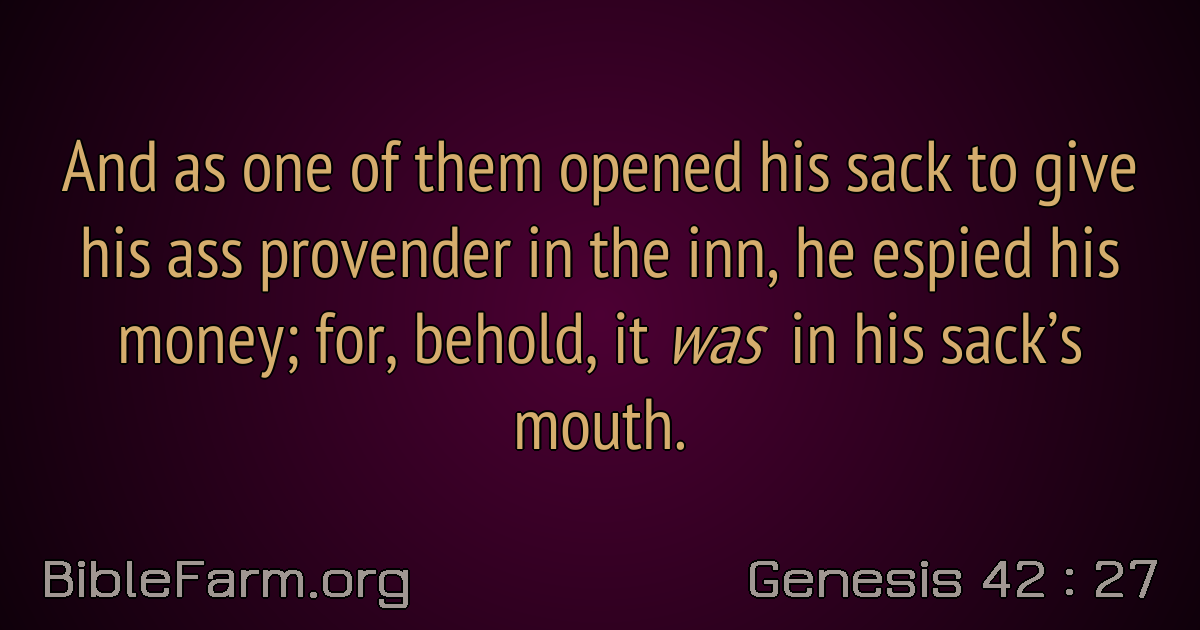 And as one of them opened his sack to give
his ass provender in the inn, he espied his
money; for, behold, it was in his sack’s
mouth.
BibleFarm.org
Genesis 42 : 27